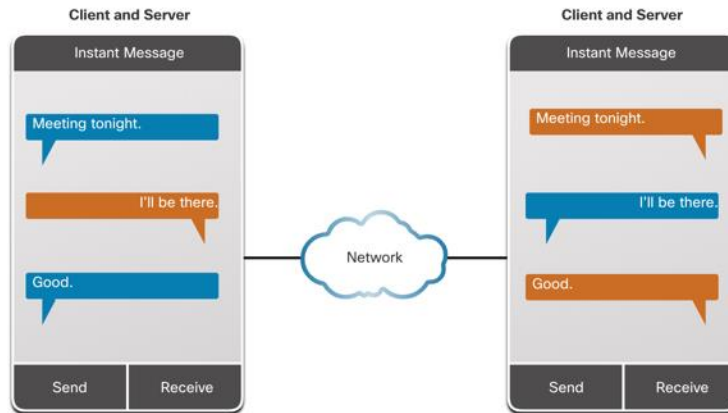 Client and Server
Instant Message
Meeting tonight.
I'll be there.
Good.
Send
Receive
Network
Client and Server
Instant Message
Meeting tonight.
I'll be there.
Good.
Send
Receive